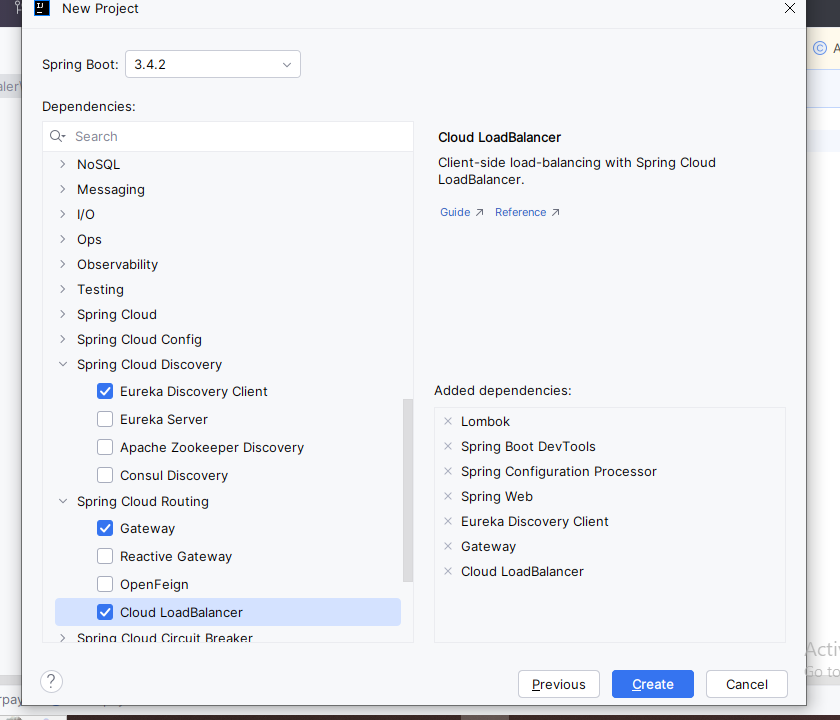 New Project
Spring Boot: 3.4.2
Dependencies:
Search
NoSQL
Messaging
I/O
Ops
Observability
Testing
Spring Cloud
Spring Cloud Config
Spring Cloud Discovery
Eureka Discovery Client
Eureka Server
Apache Zookeeper Discovery
Consul Discovery
Spring Cloud Routing
Gateway
Reactive Gateway
OpenFeign
Cloud LoadBalancer
Spring Cloud Circuit Breaker
Cloud LoadBalancer
Client-side load-balancing with Spring Cloud
LoadBalancer.
Guide ↗ Reference ↗
Added dependencies:
Lombok
Spring Boot DevTools
Spring Configuration Processor
Spring Web
Eureka Discovery Client
Gateway
Cloud LoadBalancer
?
Previous
Create
Cancel
Go to